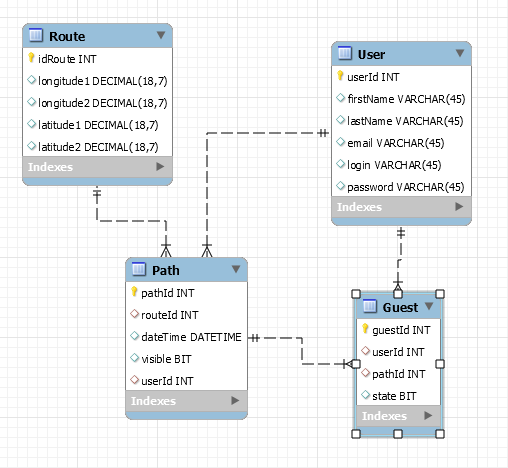 Route
idRoute INT
longitude1 DECIMAL(18,7)
longitude2 DECIMAL(18,7)
latitude1 DECIMAL(18,7)
latitude2 DECIMAL(18,7)
Indexes
User
userId INT
firstName VARCHAR(45)
lastName VARCHAR(45)
email VARCHAR(45)
login VARCHAR(45)
password VARCHAR(45)
Indexes
Path
pathId INT
routeId INT
dateTime DATETIME
visible BIT
userId INT
Indexes
Guest
guestId INT
userId INT
pathId INT
state BIT
Indexes